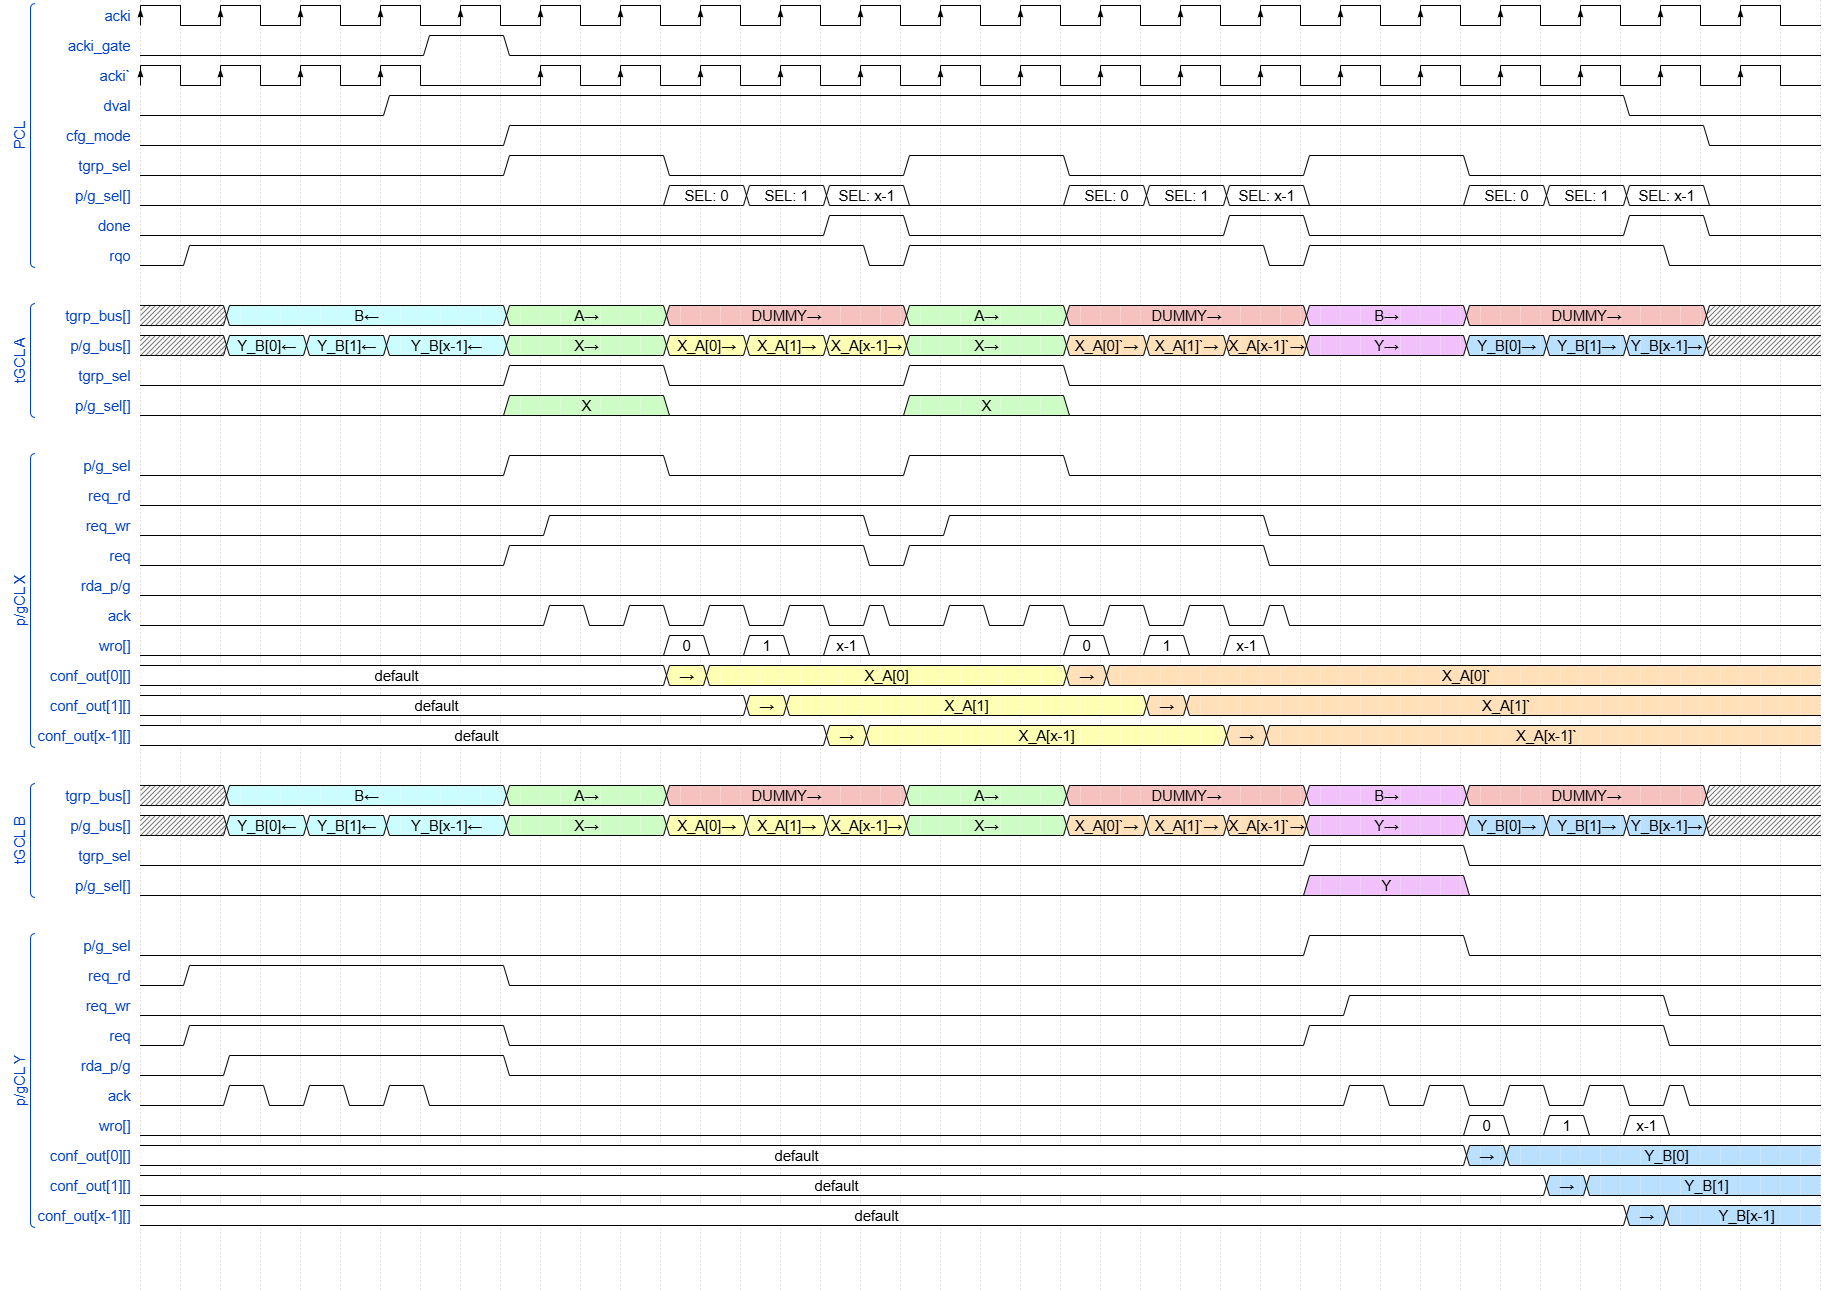 PCL
acki
acki_gate
acki`
dval
cfg_mode
tgrp_sel
p/g_sel[] SEL: 0 SEL: 1 SEL: x-1 SEL: 0 SEL: 1 SEL: x-1 SEL: 0 SEL: 1 SEL: x-1
done
rqo
tGCL A
tgrp_bus[] B← A→ DUMMY→ A→ DUMMY→ B→ DUMMY→
p/g_bus[] Y_B[0]← Y_B[1]← Y_B[x-1]← X→ X_A[0]→ X_A[1]→ X_A[x-1]→ X→ X_A[0]`→ X_A[1]`→ X_A[x-1]`→ Y→ Y_B[0]→ Y_B[1]→ Y_B[x-1]→
tgrp_sel
p/g_sel[] X X
p/gCL X
p/g_sel
req_rd
req_wr
req
rda_p/g
ack
wro[] 0 1 x-1 0 1 x-1
conf_out[0][] default → X_A[0] → X_A[0]`
conf_out[1][] default → X_A[1] → X_A[1]`
conf_out[x-1][] default → X_A[x-1] → X_A[x-1]`
tGCL B
tgrp_bus[] B← A→ DUMMY→ A→ DUMMY→ B→ DUMMY→
p/g_bus[] Y_B[0]← Y_B[1]← Y_B[x-1]← X→ X_A[0]→ X_A[1]→ X_A[x-1]→ X→ X_A[0]`→ X_A[1]`→ X_A[x-1]`→ Y→ Y_B[0]→ Y_B[1]→ Y_B[x-1]→
tgrp_sel
p/g_sel[] Y
p/gCL Y
p/g_sel
req_rd
req_wr
req
rda_p/g
ack
wro[] 0 1 x-1
conf_out[0][] default → Y_B[0]
conf_out[1][] default → Y_B[1]
conf_out[x-1][] default → Y_B[x-1]